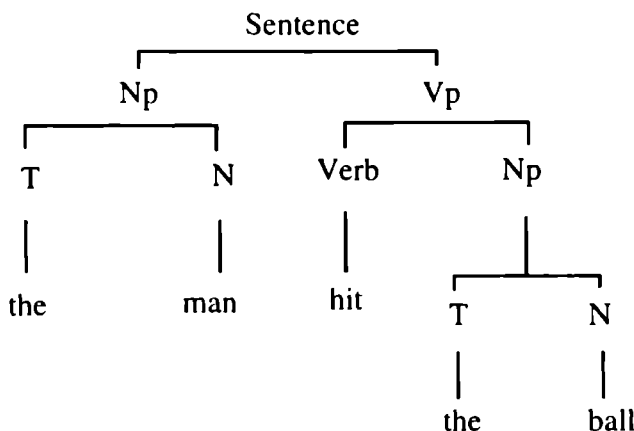 Sentence
Np Vp
T N Verb Np
the man hit
T N
the ball